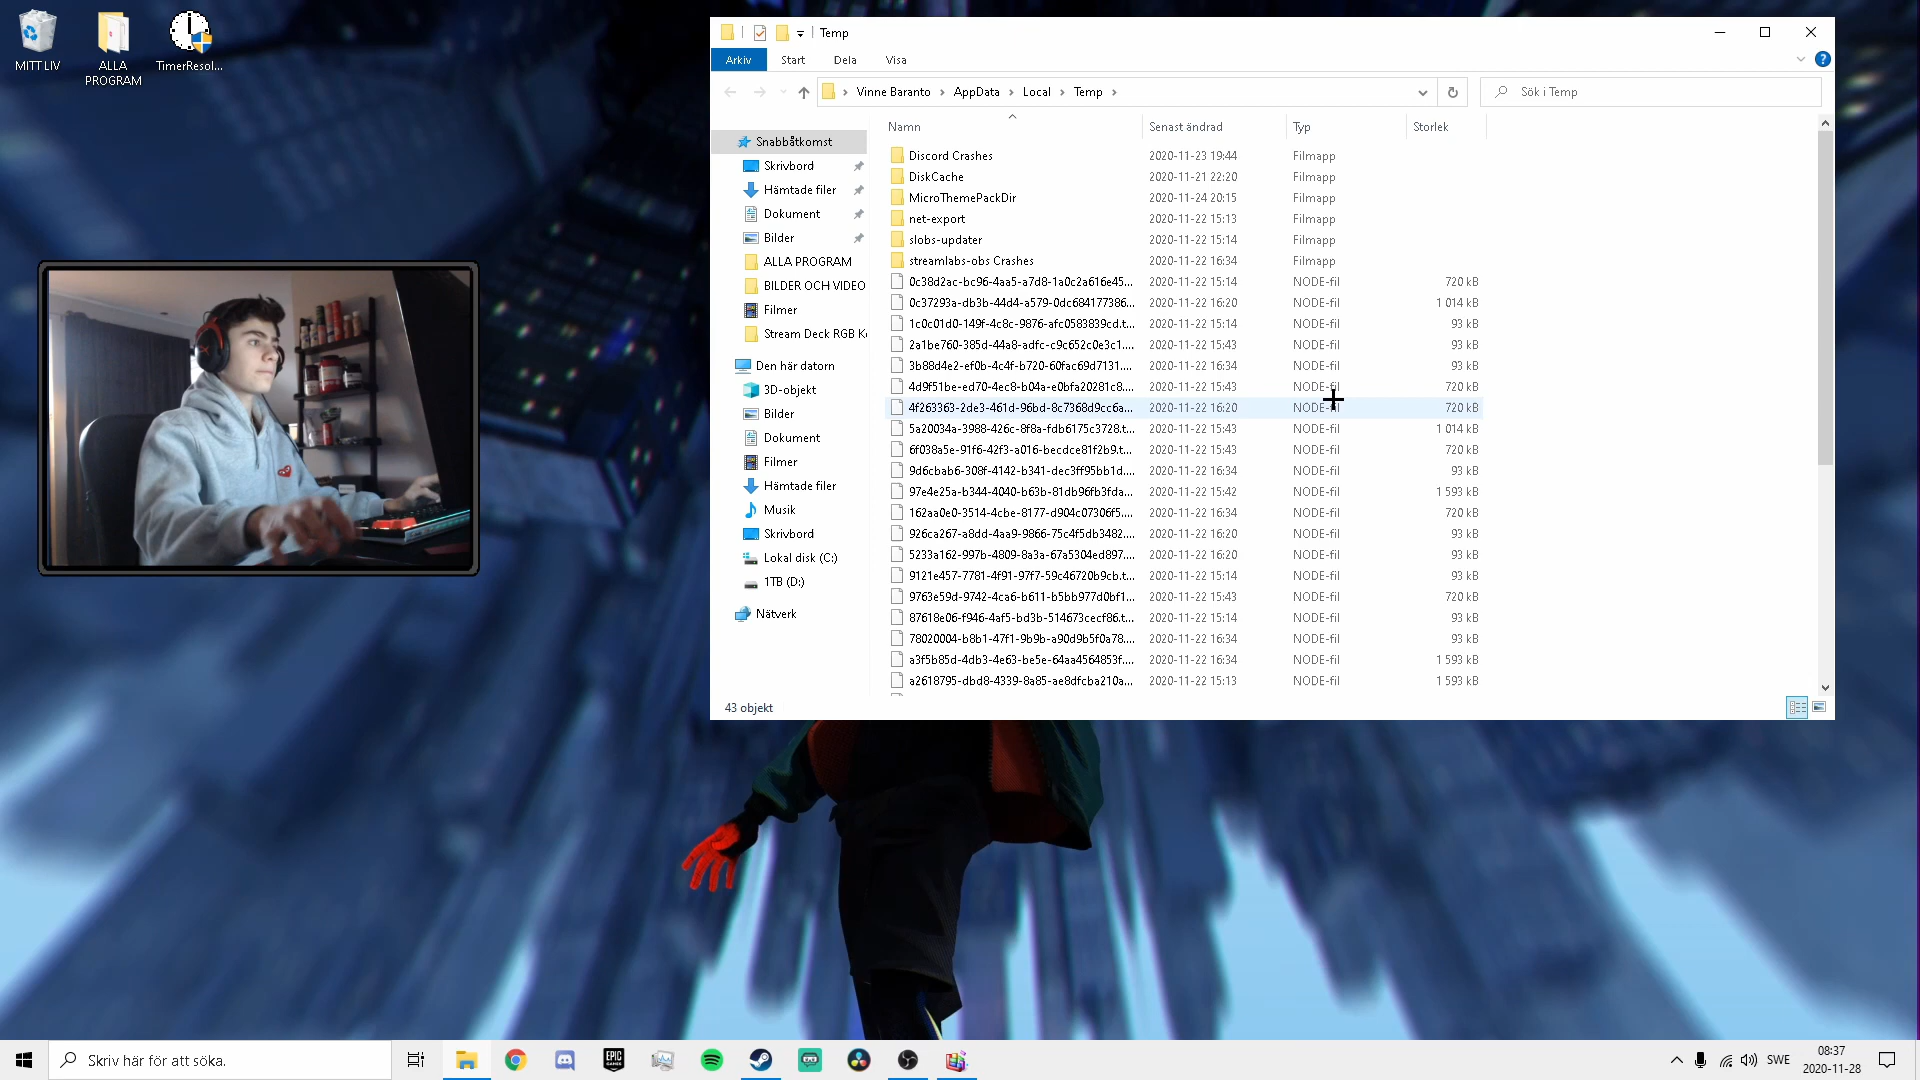 MITT LIV
ALLA
PROGRAM
TimerResol...
Temp
Arkiv
Start
Dela
Visa
Vinne Baranto
AppData
Local
Temp
Sök i Temp
Namn
Senast ändrad
Typ
Storlek
Snabbåtkomst
Skrivbord
Hämtade filer
Dokument
Bilder
ALLA PROGRAM
BILDER OCH VIDEO
Filmer
Stream Deck RGB K
Den här datorn
3D-objekt
Bilder
Dokument
Filmer
Hämtade filer
Musik
Skrivbord
Lokal disk (C:)
1TB (D:)
Nätverk
Discord Crashes 2020-11-23 19:44 Filmapp
DiskCache 2020-11-21 22:20 Filmapp
MicroThemePackDir 2020-11-24 20:15 Filmapp
net-export 2020-11-22 15:13 Filmapp
slobs-updater 2020-11-22 15:14 Filmapp
streamlabs-obs Crashes 2020-11-22 16:34 Filmapp
0c38d2ac-bc96-4aa5-a7d8-1a0c2a616e45... 2020-11-22 15:14 NODE-fil 720 kB
0c37293a-db3b-44d4-a579-0dc684177386... 2020-11-22 16:20 NODE-fil 1 014 kB
1c0c01d0-149f-4c8c-9876-afc0583839cd.t... 2020-11-22 15:14 NODE-fil 93 kB
2a1be760-385d-44a8-adfc-c9c652c0e3c1.... 2020-11-22 15:43 NODE-fil 93 kB
3b88d4e2-ef0b-4c4f-b720-60fac69d7131.... 2020-11-22 16:34 NODE-fil 93 kB
4d9f51be-ed70-4ec8-b04a-e0bfa20281c8.... 2020-11-22 15:43 NODE-fil 720 kB
4f263363-2de3-461d-96bd-8c7368d9cc6a... 2020-11-22 16:20 NODE-fil 720 kB
5a20034a-3988-426c-8f8a-fdb6175c3728.t... 2020-11-22 15:43 NODE-fil 1 014 kB
6f038a5e-91f6-42f3-a016-becdce81f2b9.t... 2020-11-22 15:43 NODE-fil 720 kB
9d6cbab6-308f-4142-b341-dec3ff95bb1d.... 2020-11-22 16:34 NODE-fil 93 kB
97e4e25a-b344-4040-b63b-81db96fb3fda... 2020-11-22 15:42 NODE-fil 1 593 kB
162aa0e0-3514-4cbe-8177-d904c07306f5.... 2020-11-22 16:34 NODE-fil 720 kB
926ca267-a8dd-4aa9-9866-75c4f5db3482.... 2020-11-22 16:20 NODE-fil 93 kB
5233a162-997b-4809-8a3a-67a5304ed897.... 2020-11-22 16:20 NODE-fil 93 kB
9121e457-7781-4f91-97f7-59c46720b9cb.t... 2020-11-22 15:14 NODE-fil 93 kB
9763e59d-9742-4ca6-b611-b5bb977d0bf1... 2020-11-22 15:43 NODE-fil 720 kB
87618e06-f946-4af5-bd3b-514673cecf86.t... 2020-11-22 15:14 NODE-fil 93 kB
78020004-b8b1-47f1-9b9b-a90d9b5f0a78.... 2020-11-22 16:34 NODE-fil 93 kB
a3f5b85d-4db3-4e63-be5e-64aa4564853f.... 2020-11-22 16:34 NODE-fil 1 593 kB
a2618795-dbd8-4339-8a85-ae8dfcba210a... 2020-11-22 15:13 NODE-fil 1 593 kB
43 objekt
Skriv här för att söka.
EPIC
GAMES
SWE
08:37
2020-11-28